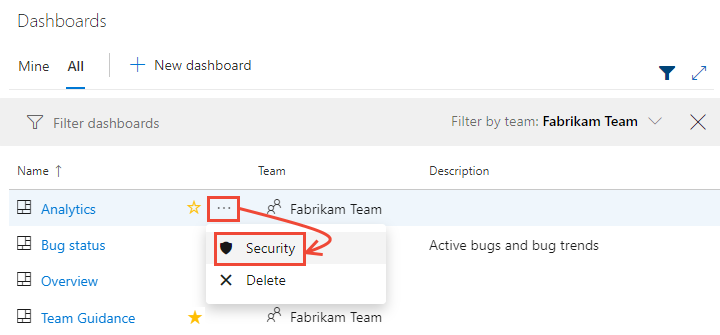 Dashboards
Mine All + New dashboard
Filter dashboards Filter by team: Fabrikam Team
Name ↑ Team Description
Analytics ... Fabrikam Team
Bug status Security Active bugs and bug trends
Overview Delete
Team Guidance Fabrikam Team